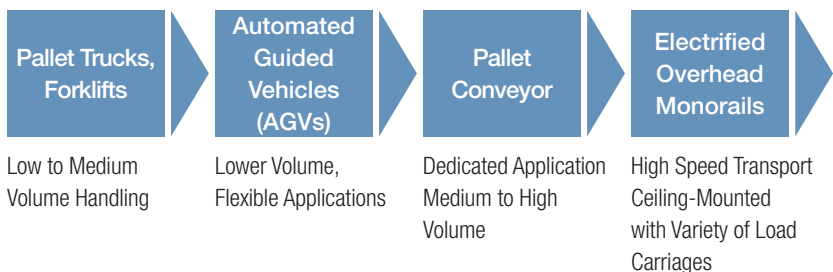 Pallet Trucks,
Forklifts
Automated
Guided
Vehicles
(AGVs)
Pallet
Conveyor
Electrified
Overhead
Monorails
Low to Medium
Volume Handling
Lower Volume,
Flexible Applications
Dedicated Application
Medium to High
Volume
High Speed Transport
Ceiling-Mounted
with Variety of Load
Carriages